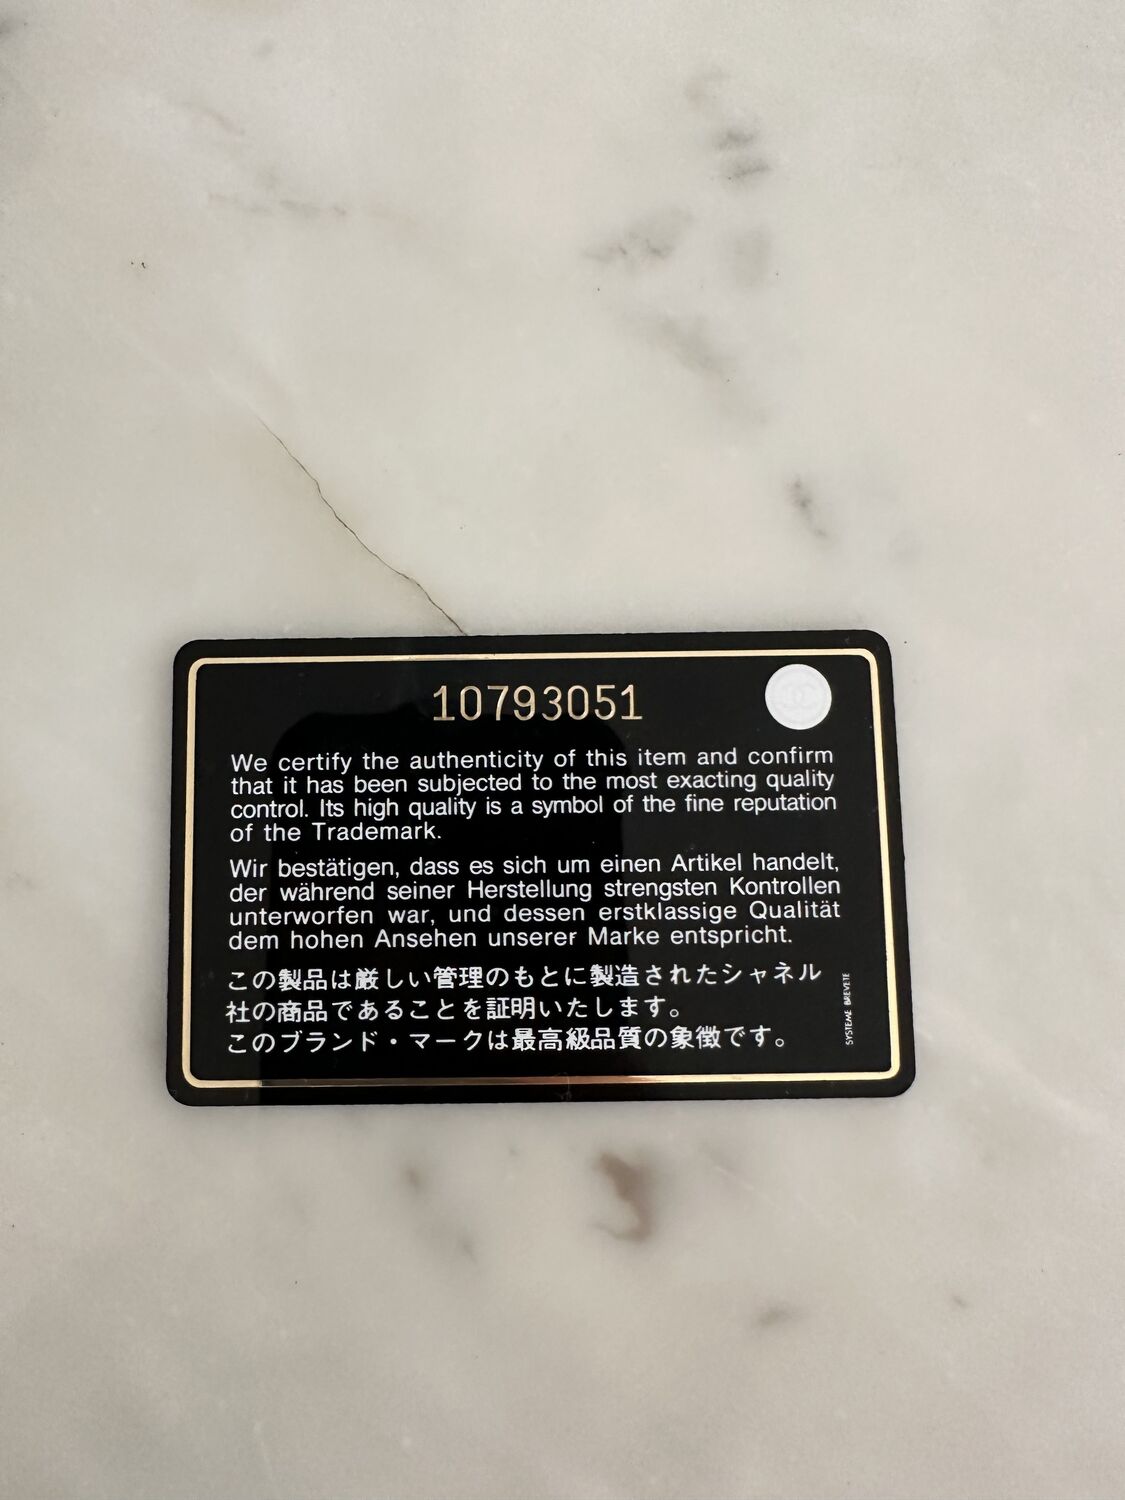 10793051
We certify the authenticity of this item and confirm
that it has been subjected to the most exacting quality
control. Its high quality is a symbol of the fine reputation
of the Trademark.
Wir bestätigen, dass es sich um einen Artikel handelt,
der während seiner Herstellung strengsten Kontrollen
unterworfen war, und dessen erstklassige Qualität
dem hohen Ansehen unserer Marke entspricht.
この製品は厳しい管理のもとに製造されたシャネル
社の商品であることを証明いたします。
このブランド・マークは最高級品質の象徴です。
SYSTEME BREVETE